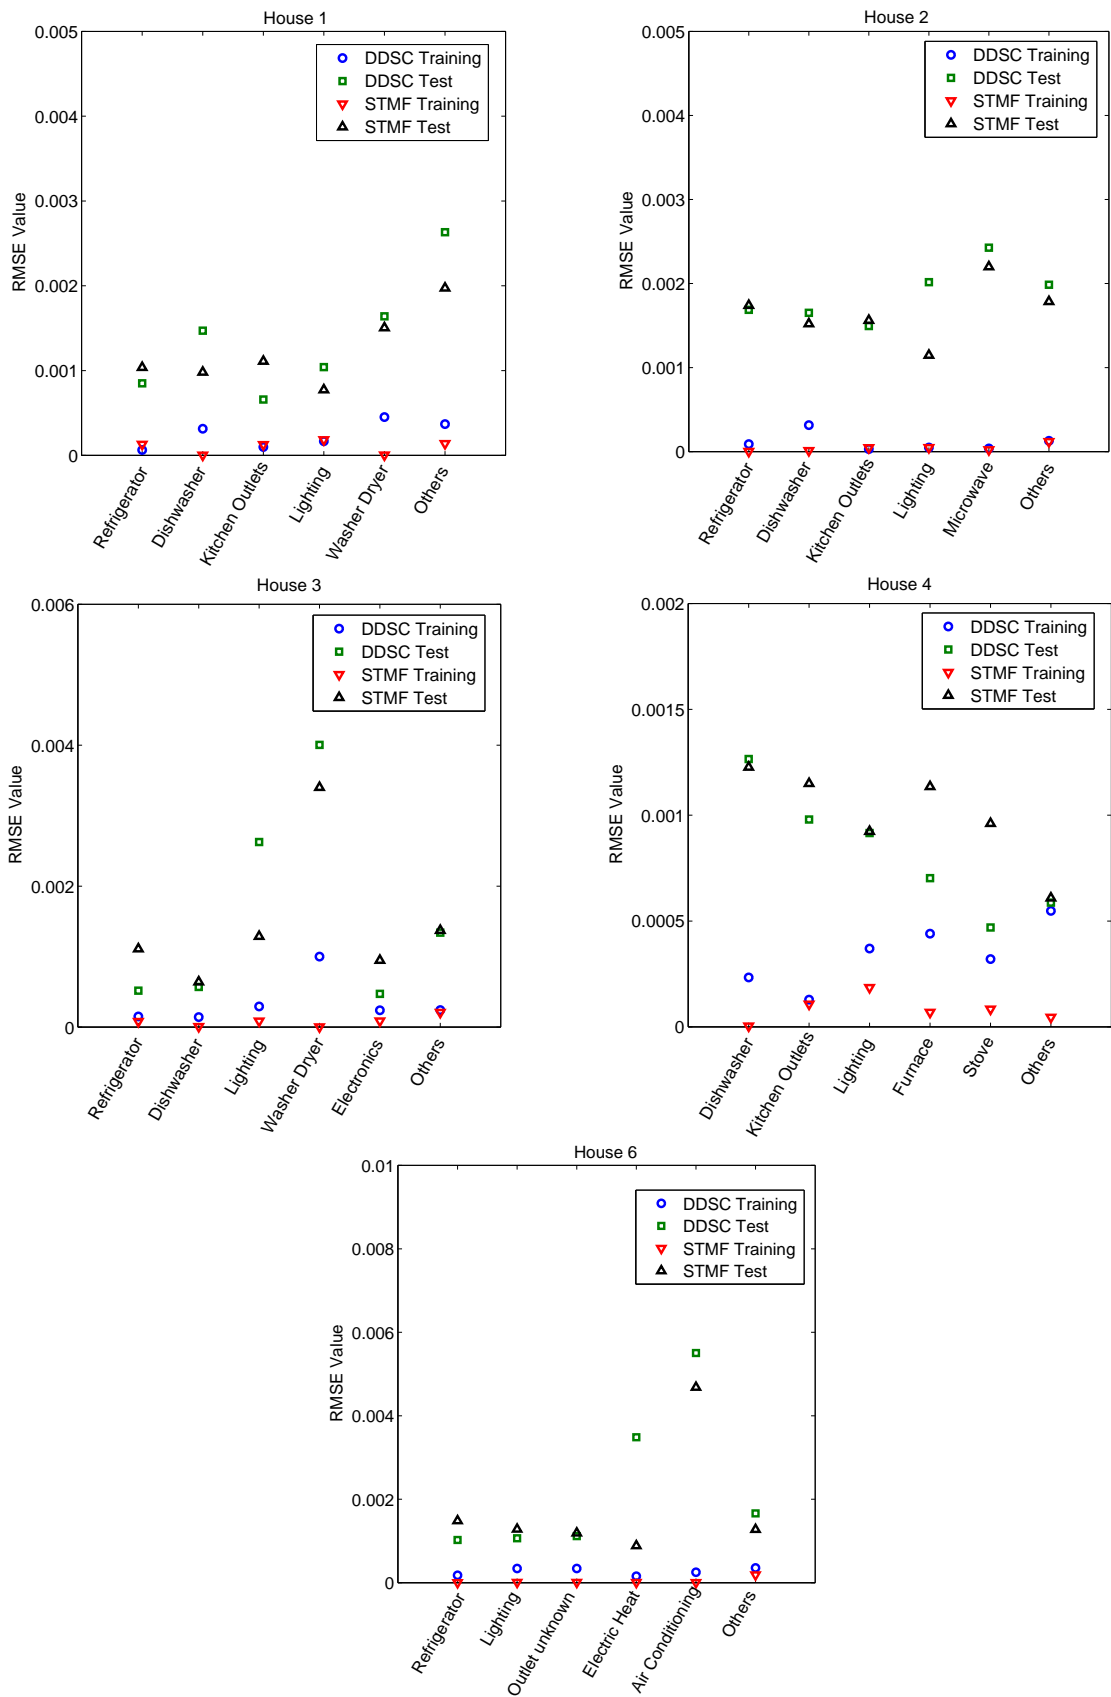 House 1
0.005
0.004
0.003
0.002
0.001
0
RMSE Value
DDSC Training
DDSC Test
STMF Training
STMF Test
Refrigerator
Dishwasher
Kitchen Outlets
Lighting
Washer Dryer
Others
House 2
0.005
0.004
0.003
0.002
0.001
0
RMSE Value
DDSC Training
DDSC Test
STMF Training
STMF Test
Refrigerator
Dishwasher
Kitchen Outlets
Lighting
Microwave
Others
House 3
0.006
0.004
0.002
0
RMSE Value
DDSC Training
DDSC Test
STMF Training
STMF Test
Refrigerator
Dishwasher
Lighting
Washer Dryer
Electronics
Others
House 4
0.002
0.0015
0.001
0.0005
0
RMSE Value
DDSC Training
DDSC Test
STMF Training
STMF Test
Dishwasher
Kitchen Outlets
Lighting
Furnace
Stove
Others
House 6
0.01
0.008
0.006
0.004
0.002
0
RMSE Value
DDSC Training
DDSC Test
STMF Training
STMF Test
Refrigerator
Lighting
Outlet unknown
Electric Heat
Air Conditioning
Others